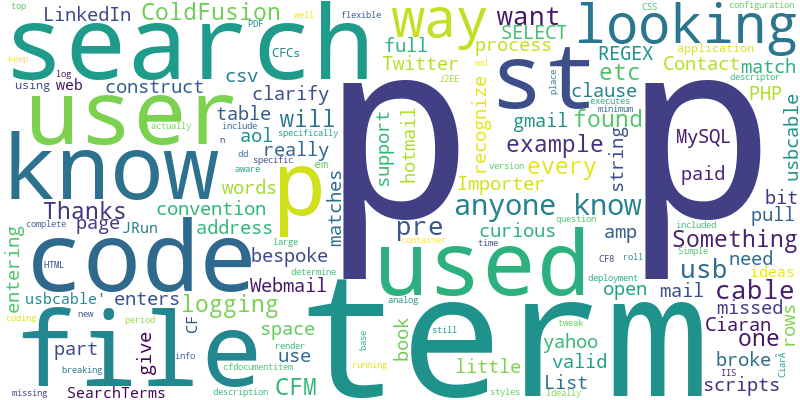 top
LinkedIn
ColdFusion
way
want
looking
CSS
configuration
well
flexible
PDF
search
CFCs
full
process
SELECT
keep
Twitter
REGEX
application
Contact
match
log
using
web
csv
construct
xml
J2EE
st
place
etc
descriptor
clause
PHP
user
table
clarify
p p
recognize
executes
minimum
actually
include
specifically
will
aol
support
hotmail
gmail
found
MySQL
usbcable
know
n
dd
specific
really
example
string
aware
version
every
paid
words
em
Importer
bit
Thanks
convention
matches
p
anyone know
pull
page
address
pre
curious
question
included
complete
JRun
container
amp
Simple
Something
code
large
time
CF8
roll
need
HTML
bespoke
used
usb
ideas
determine
deployment
entering
Webmail
open
mail
cable
usbcable'
enters
logging
analog
missed
coding
new
period
CF
space
book
still
tweak
Ciaran
rows
file
term
base
yahoo
one
part
info
render
use
little
valid
broke
give
breaking
cfdocumentitem
running
List
IIS
CiarÃ
missing
SearchTerms
description
CFM
styles
Ideally
scripts